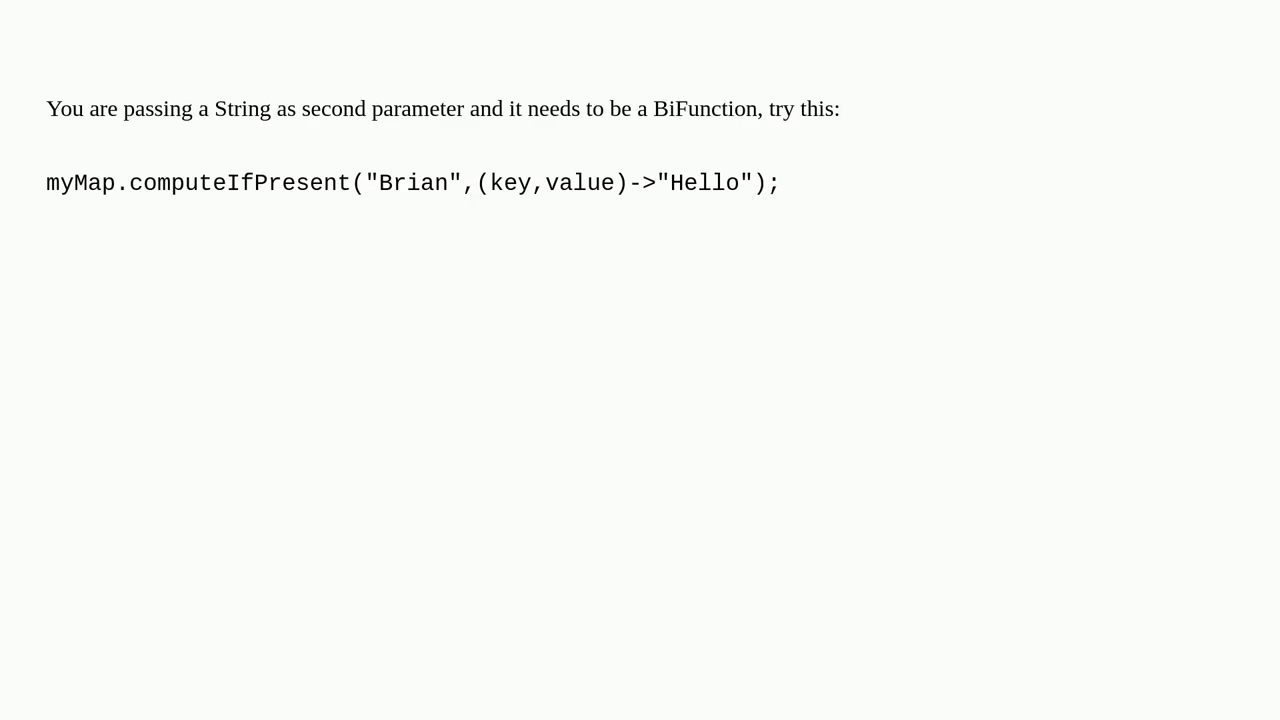 You are passing a String as second parameter and it needs to be a BiFunction, try this:
myMap.computeIfPresent("Brian",(key,value)->"Hello");